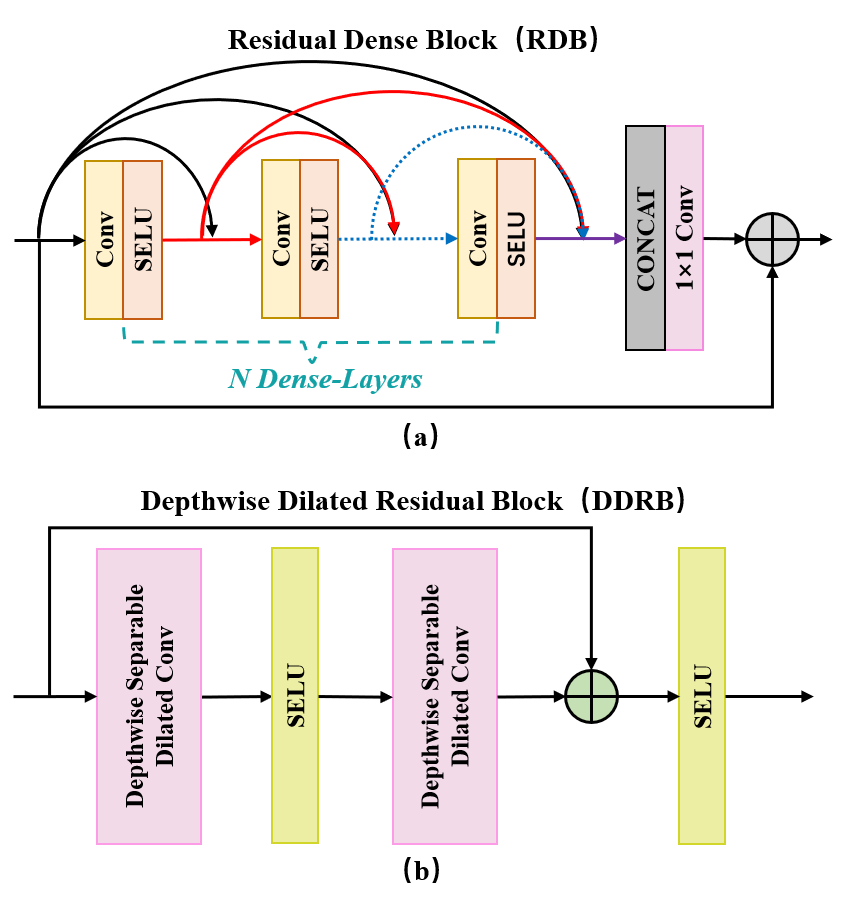 Residual Dense Block（RDB）
Conv
SELU
Conv
SELU
Conv
SELU
CONCAT
1×1 Conv
N Dense-Layers
（a）
Depthwise Dilated Residual Block（DDRB）
Depthwise Separable
Dilated Conv
SELU
Depthwise Separable
Dilated Conv
SELU
（b）